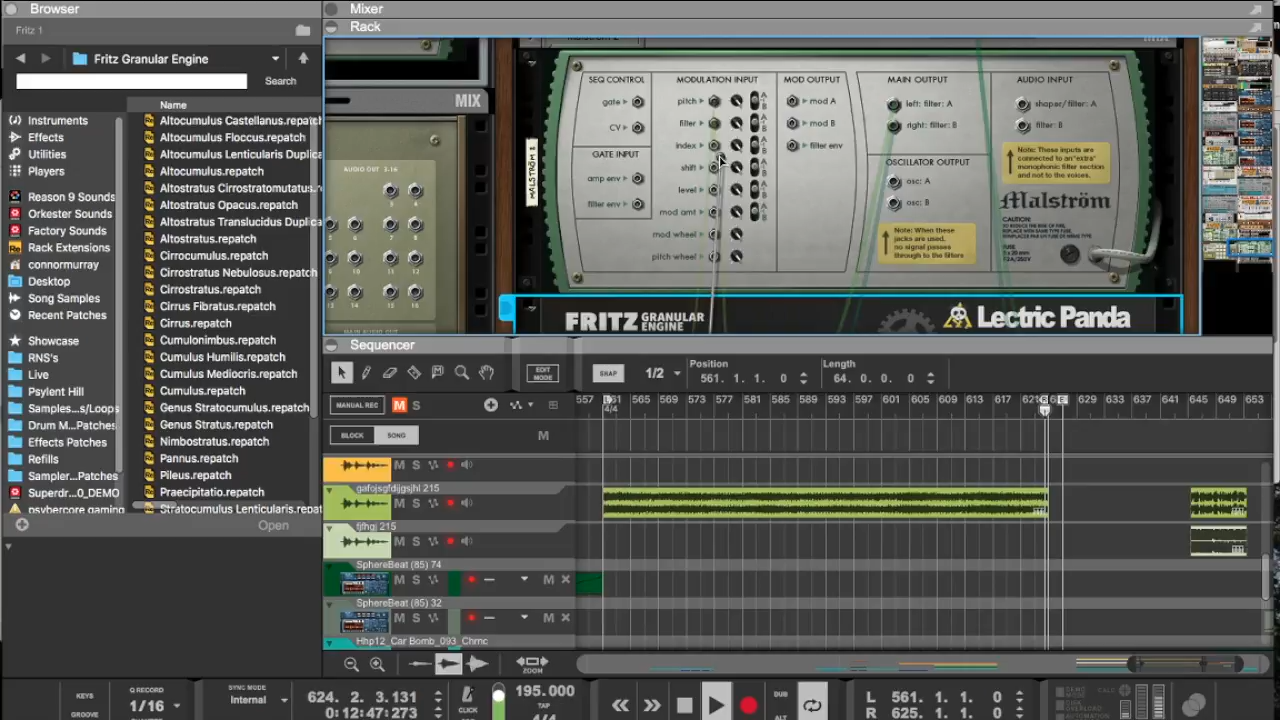 Browser
Mixer
Rack
Fritz 1
Fritz Granular Engine
Search
Name
Instruments
Effects
Utilities
Players
Reason 9 Sounds
Orkester Sounds
Factory Sounds
Rack Extensions
connormurray
Desktop
Song Samples
Recent Patches
Showcase
RNS's
Live
Psylent Hill
Samples...s/Loops
Drum M...Patches
Effects Patches
Refills
Sampler...Patches
Superdr...0_DEMO
psybercore gaming
Altocumulus Castellanus.repatch
Altocumulus Floccus.repatch
Altocumulus Lenticularis Duplica
Altocumulus.repatch
Altostratus Cirrostratomutatus.
Altostratus Opacus.repatch
Altostratus Translucidus Duplica
Altostratus.repatch
Cirrocumulus.repatch
Cirrostratus Nebulosus.repatch
Cirrostratus.repatch
Cirrus Fibratus.repatch
Cirrus.repatch
Cumulonimbus.repatch
Cumulus Humilis.repatch
Cumulus Mediocris.repatch
Cumulus.repatch
Genus Stratocumulus.repatch
Genus Stratus.repatch
Nimbostratus.repatch
Pannus.repatch
Pileus.repatch
Praecipitatio.repatch
Stratocumulus Lenticularis.repat
Open
MIX
AUDIO OUT 3-16
SEQ CONTROL
gate
CV
GATE INPUT
amp env
filter env
MODULATION INPUT
pitch
filter
index
shift
level
mod amt
mod wheel
pitch wheel
MOD OUTPUT
mod A
mod B
filter env
MAIN OUTPUT
left: filter: A
right: filter: B
OSCILLATOR OUTPUT
osc: A
osc: B
Note: When these
jacks are used,
no signal passes
through to the filters
AUDIO INPUT
shaper/filter: A
filter: B
Note: These inputs are
connected to an "extra"
monophonic filter section
and not to the voices.
Malström
CAUTION:
FRITZ GRANULAR
ENGINE
Lectric Panda
Sequencer
EDIT
MODE
SNAP
1/2
Position
561. 1. 1. 0
Length
64. 0. 0. 0
MANUAL REC
M S
557 561 565 569 573 577 581 585 589 593 597 601 605 609 613 617 629 633 637 641 645 649 653
4/4
BLOCK SONG
M
M S
gafojsgfdijgsjhl 215
M S
fjfhgj 215
M S
SphereBeat (85) 74
M S M
SphereBeat (85) 32
M S M
Hhp12_Car Bomb_093_Chrnc
ZOOM
KEYS
GROOVE
Q RECORD
1/16
SYNC MODE
Internal
624. 2. 3.131
0:12:47:273
CLICK
195.000
TAP
4/4
DUB
ALT
L 561. 1. 1. 0
R 625. 1. 1. 0
CALC